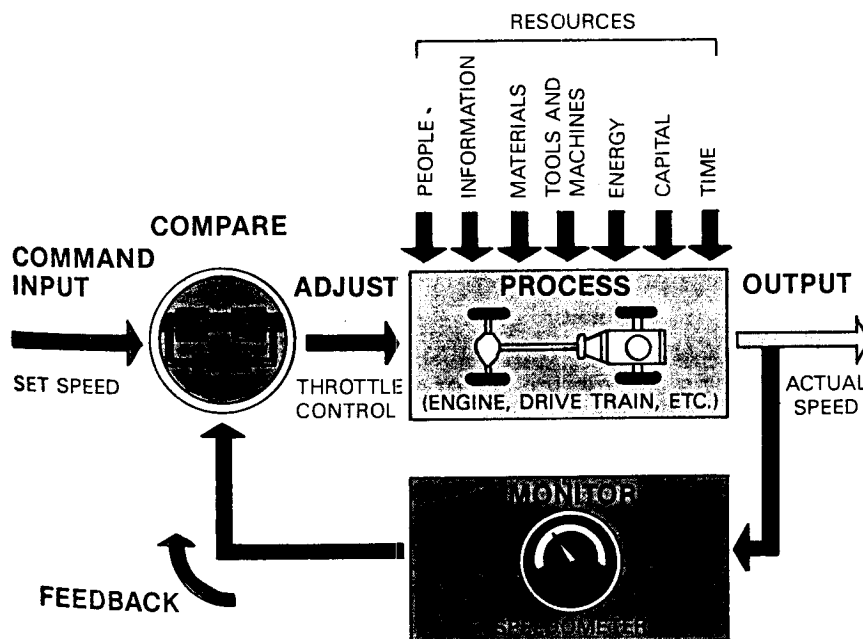 RESOURCES
PEOPLE
INFORMATION
MATERIALS
TOOLS AND
MACHINES
ENERGY
CAPITAL
TIME
COMPARE
COMMAND
INPUT
ADJUST
PROCESS
OUTPUT
SET SPEED
THROTTLE
CONTROL
(ENGINE, DRIVE TRAIN, ETC.)
ACTUAL
SPEED
MONITOR
SPEEDOMETER
FEEDBACK